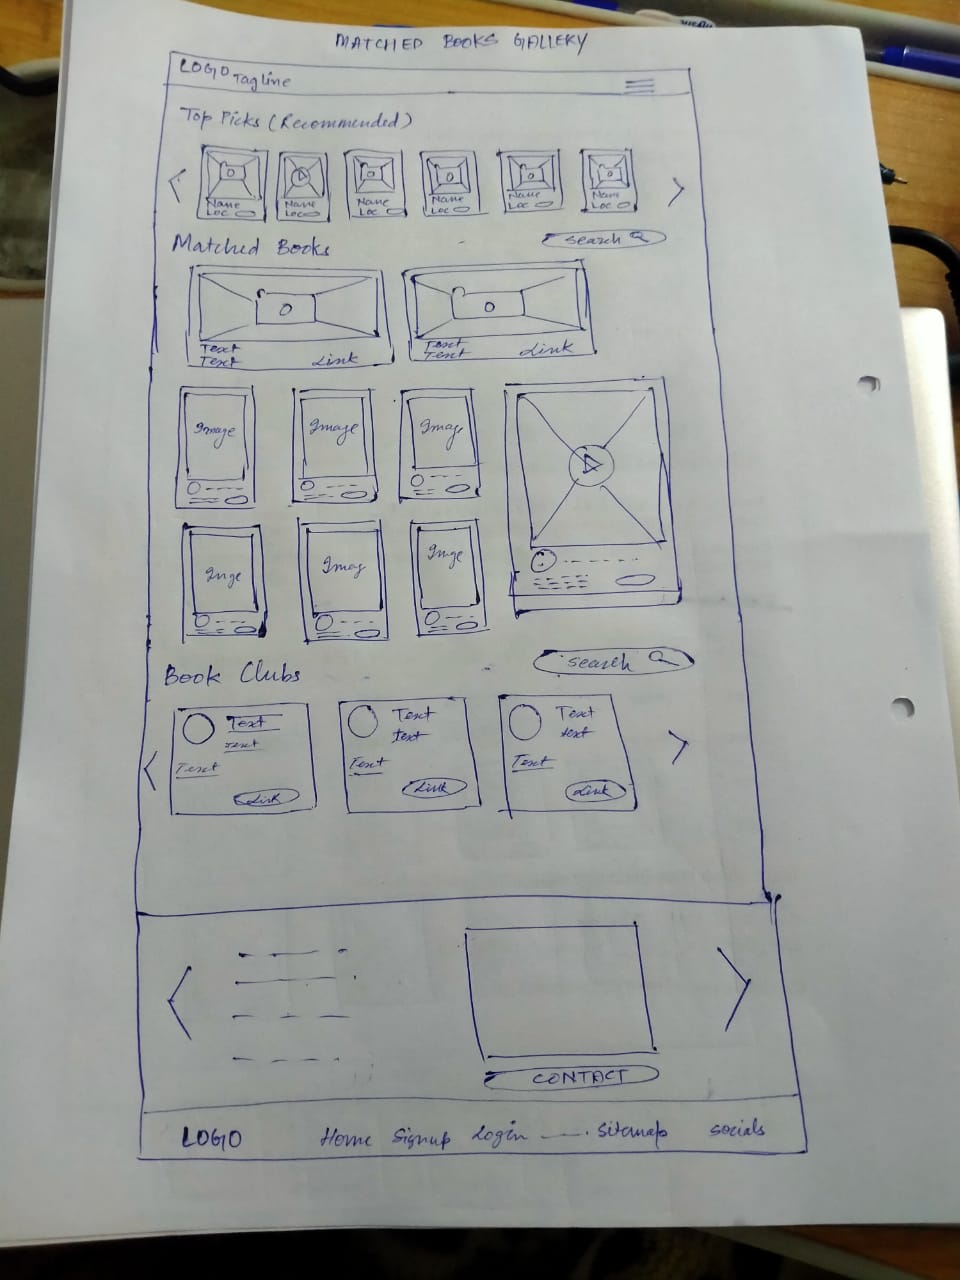 MATCHED BOOKS GALLERY
LOGO Tagline
Top Picks (Recommended)
Name Name Name Name Name Name
Loc Loc Loc Loc Loc Loc
Matched Books
search
Text Text
Text Link Text Link
Image Image Image
Inge Imag Imge
Book Clubs
search
Text Text Text
Text text text
Text Text Text
Link Link Link
CONTACT
LOGO Home Signup Login Sitemap socials